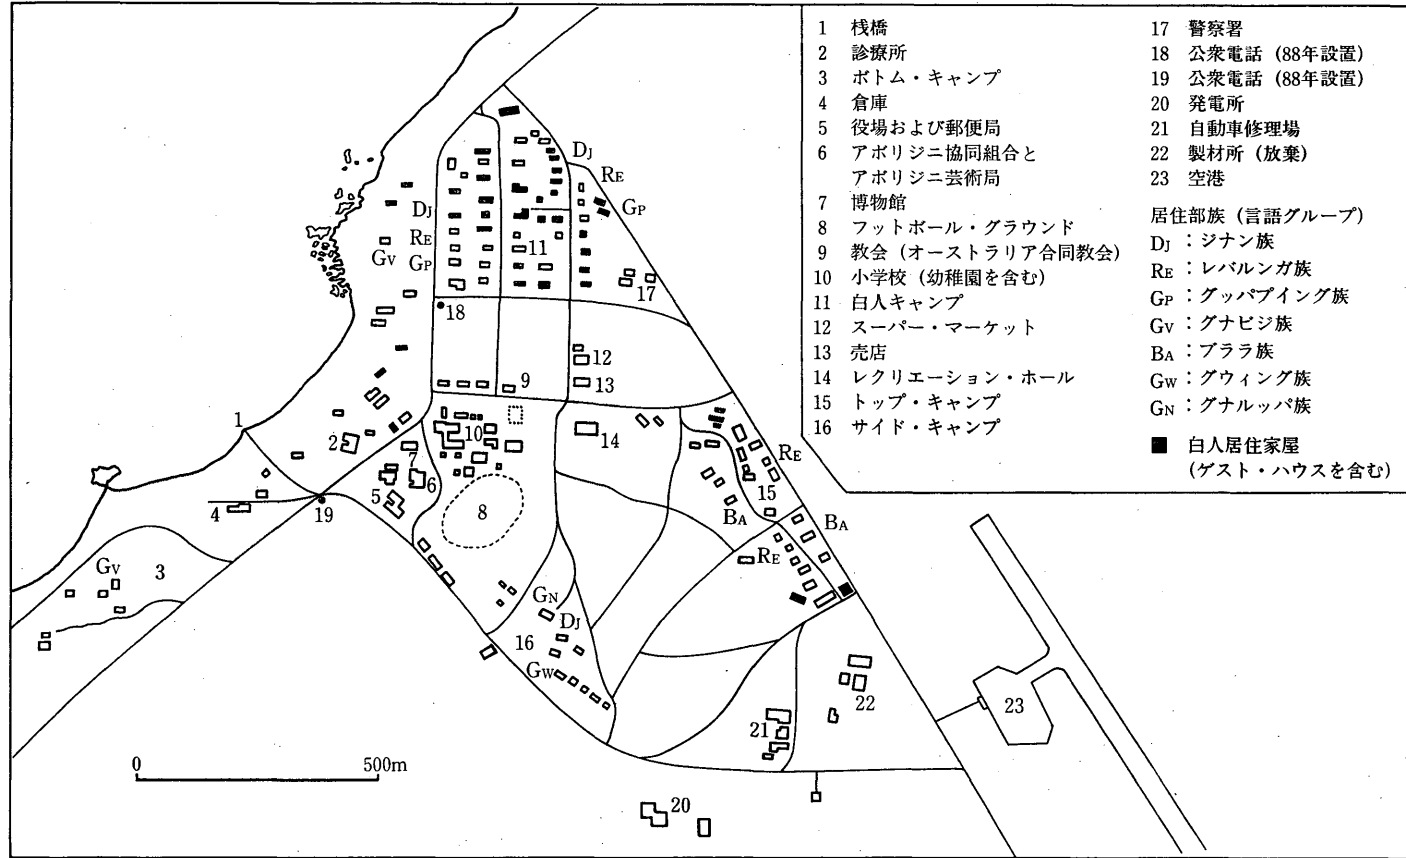 1 桟橋
2 診療所
3 ボトム・キャンプ
4 倉庫
5 役場および郵便局
6 アボリジニ協同組合と
アボリジニ芸術局
7 博物館
8 フットボール・グラウンド
9 教会（オーストラリア合同教会）
10 小学校（幼稚園を含む）
11 白人キャンプ
12 スーパー・マーケット
13 売店
14 レクリエーション・ホール
15 トップ・キャンプ
16 サイド・キャンプ
17 警察署
18 公衆電話（88年設置）
19 公衆電話（88年設置）
20 発電所
21 自動車修理場
22 製材所（放棄）
23 空港
居住部族（言語グループ）
DJ：ジナン族
RE：レバルンガ族
GP：グッパプイング族
GV：グナビジ族
BA：ブララ族
GW：グウィング族
GN：グナルッパ族
■ 白人居住家屋
（ゲスト・ハウスを含む）
DJ
RE
GP
DJ
RE
GV
GP
11
17
18
12
13
9
1
2
10
14
7
6
5
8
RE
15
BA
BA
4
19
GV
3
RE
GN
DJ
16
GW
22
23
21
0 500m
20